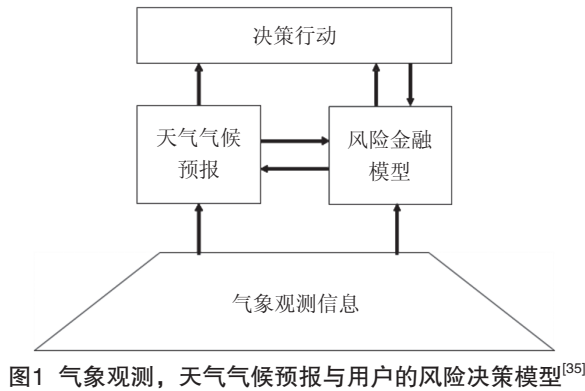 决策行动
天气气候
预报
风险金融
模型
气象观测信息
图1 气象观测，天气气候预报与用户的风险决策模型[35]